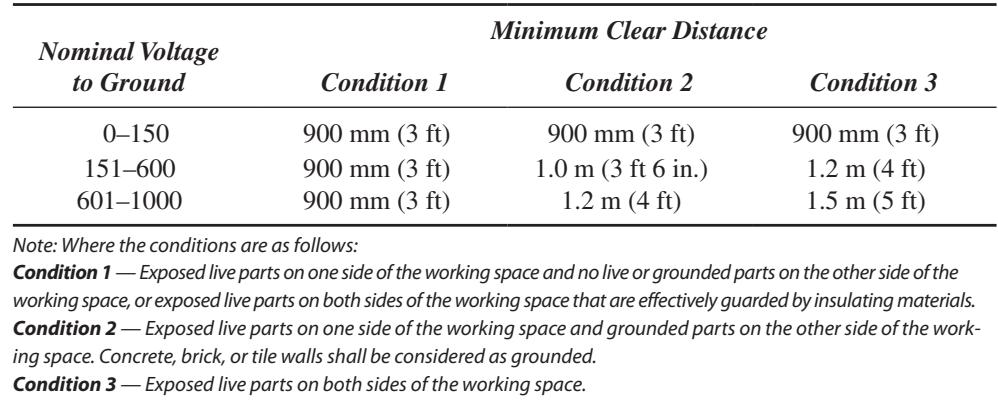 Minimum Clear Distance
Nominal Voltage
to Ground Condition 1 Condition 2 Condition 3
0–150 900 mm (3 ft) 900 mm (3 ft) 900 mm (3 ft)
151–600 900 mm (3 ft) 1.0 m (3 ft 6 in.) 1.2 m (4 ft)
601–1000 900 mm (3 ft) 1.2 m (4 ft) 1.5 m (5 ft)
Note: Where the conditions are as follows:
Condition 1 — Exposed live parts on one side of the working space and no live or grounded parts on the other side of the
working space, or exposed live parts on both sides of the working space that are effectively guarded by insulating materials.
Condition 2 — Exposed live parts on one side of the working space and grounded parts on the other side of the work-
ing space. Concrete, brick, or tile walls shall be considered as grounded.
Condition 3 — Exposed live parts on both sides of the working space.